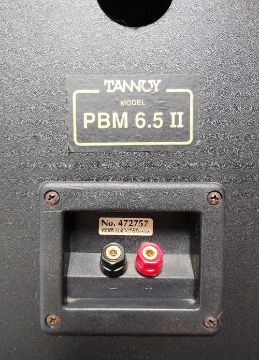 TANNOY
MODEL
PBM 6.5 II
No. 472757